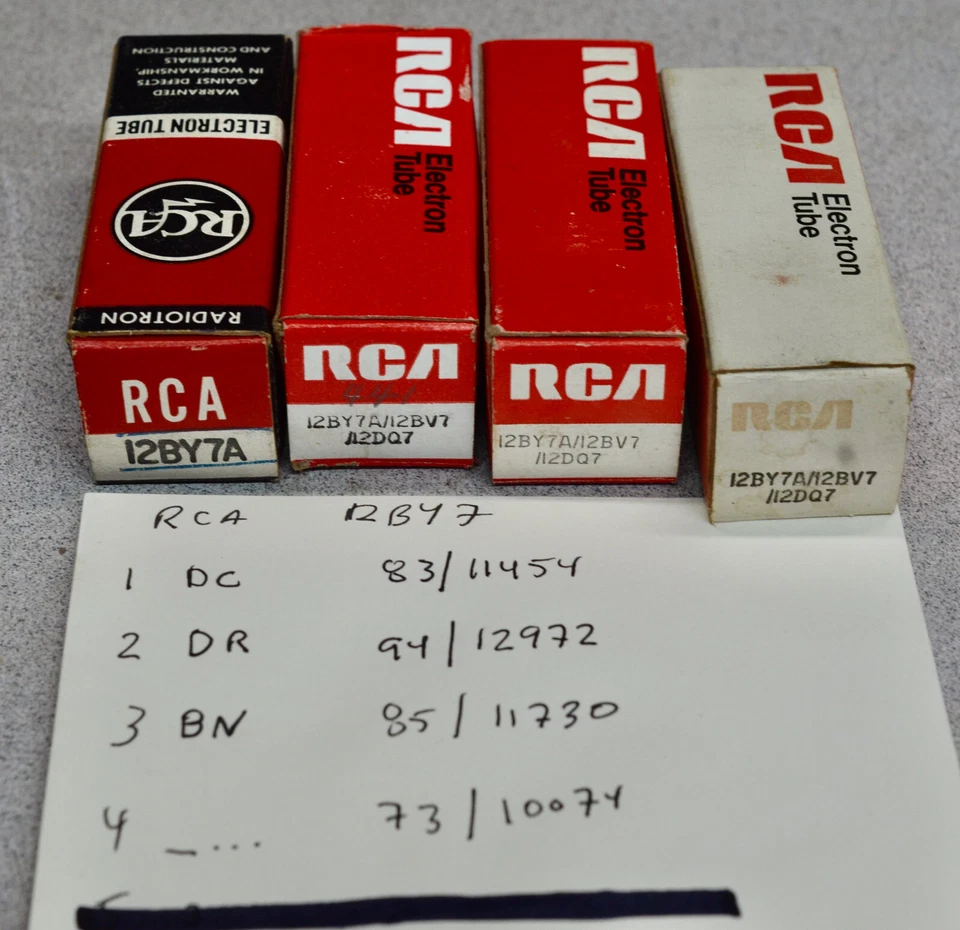 WARRANTED
AGAINST DEFECTS
IN WORKMANSHIP,
MATERIALS
AND CONSTRUCTION
ELECTRON TUBE
RCA
RADIOTRON
RCA
12BY7A
RCA
Electron
Tube
RCA
12BY7A/12BV7
/12DQ7
RCA
Electron
Tube
RCA
12BY7A/12BV7
/12DQ7
RCA
Electron
Tube
RCA
12BY7A/12BV7
/12DQ7
RCA 12BY7
1 DC 83/11454
2 DR 94/12972
3 BN 85/11730
4 _... 73/10074